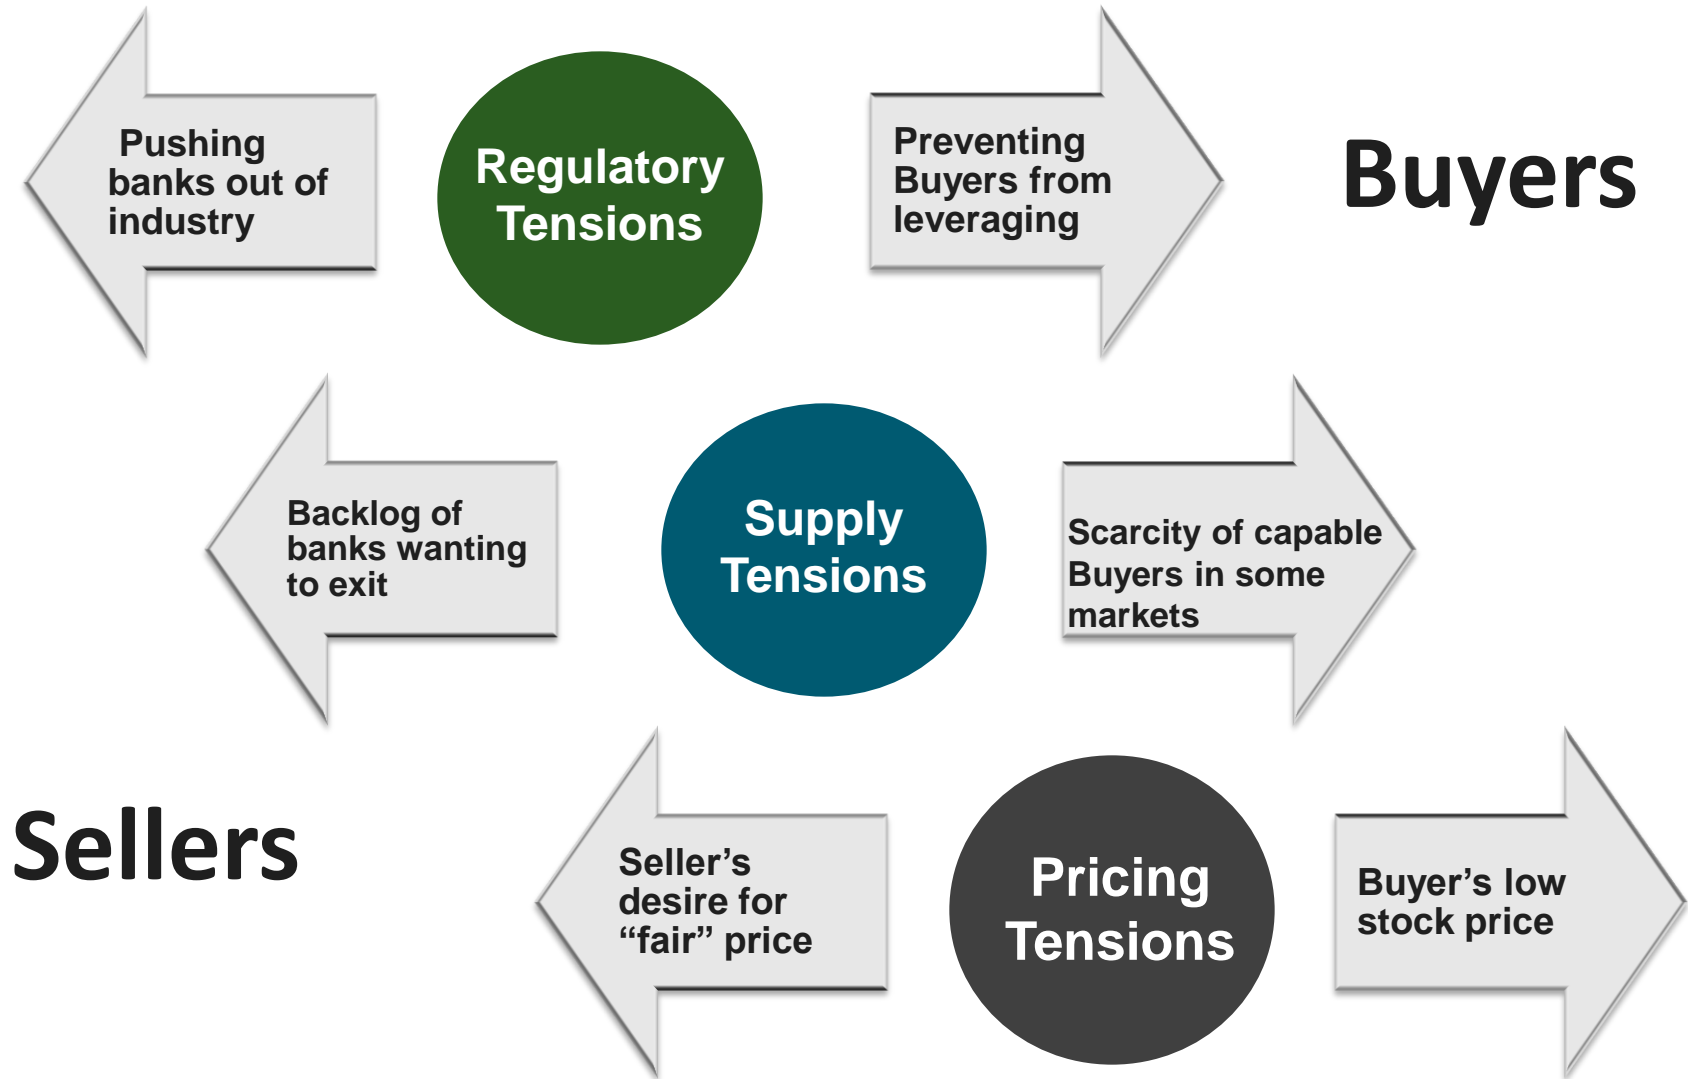 Pushing
banks out of
industry
Regulatory
Tensions
Preventing
Buyers from
leveraging
Buyers
Backlog of
banks wanting
to exit
Supply
Tensions
Scarcity of capable
Buyers in some
markets
Sellers
Seller’s
desire for
“fair” price
Pricing
Tensions
Buyer’s low
stock price